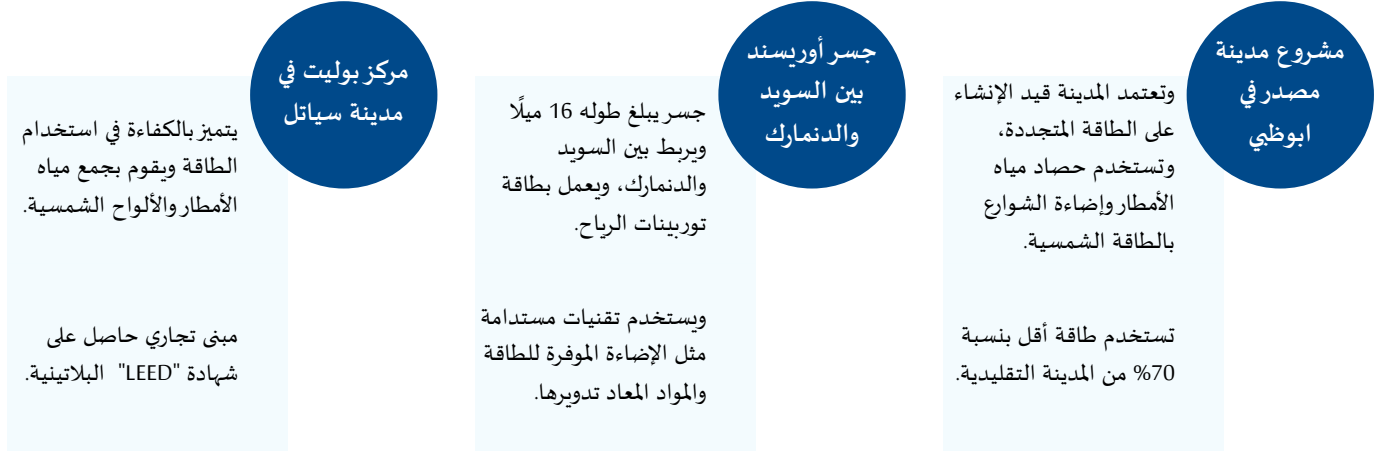 مشروع مدينة
مصدر في
ابوظبي
وتعتمد المدينة قيد الإنشاء
على الطاقة المتجددة،
وتستخدم حصاد مياه
الأمطار وإضاءة الشوارع
بالطاقة الشمسية.
تستخدم طاقة أقل بنسبة
70% من المدينة التقليدية.
جسر أوريسند
بين السويد
والدنمارك
جسر يبلغ طوله 16 ميلًا
ويربط بين السويد
والدنمارك، ويعمل بطاقة
توربينات الرياح.
ويستخدم تقنيات مستدامة
مثل الإضاءة الموفرة للطاقة
والمواد المعاد تدويرها.
مركز بوليت في
مدينة سياتل
يتميز بالكفاءة في استخدام
الطاقة ويقوم بجمع مياه
الأمطار والألواح الشمسية.
مبنى تجاري حاصل على
شهادة "LEED" البلاتينية.